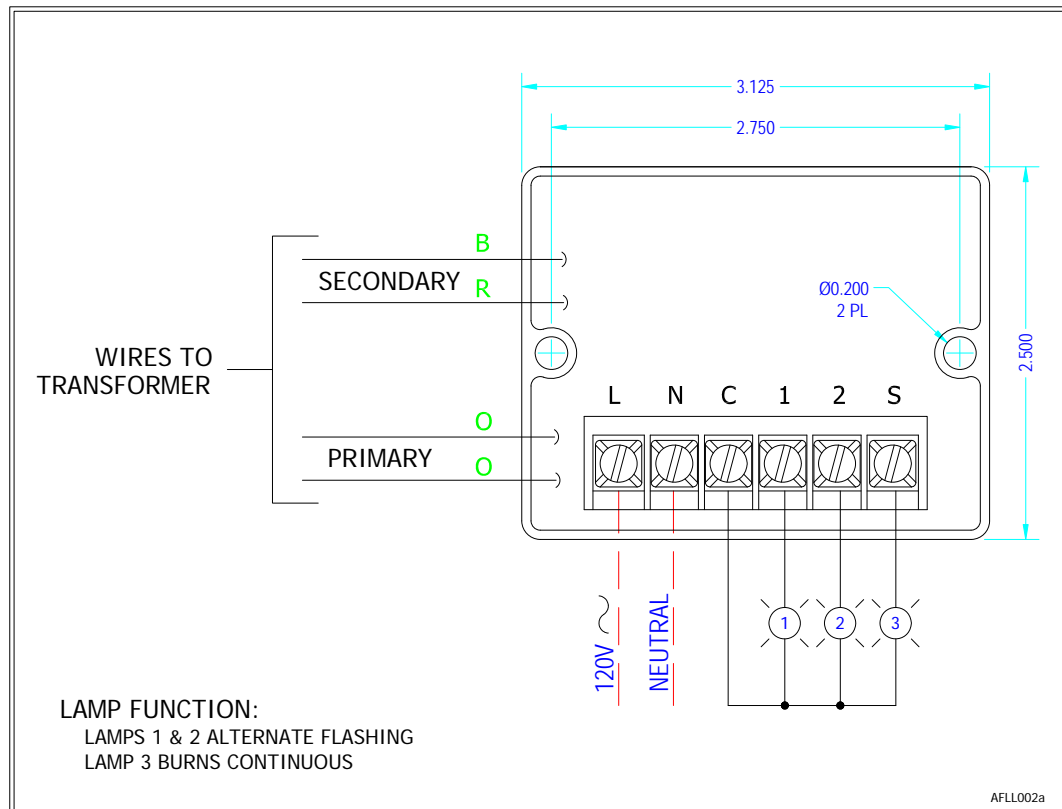 3.125
2.750
B
SECONDARY
R
Ø0.200
2 PL
2.500
WIRES TO
TRANSFORMER
L N C 1 2 S
O
PRIMARY
O
120V ~
NEUTRAL
1 2 3
LAMP FUNCTION:
LAMPS 1 & 2 ALTERNATE FLASHING
LAMP 3 BURNS CONTINUOUS
AFLL002a